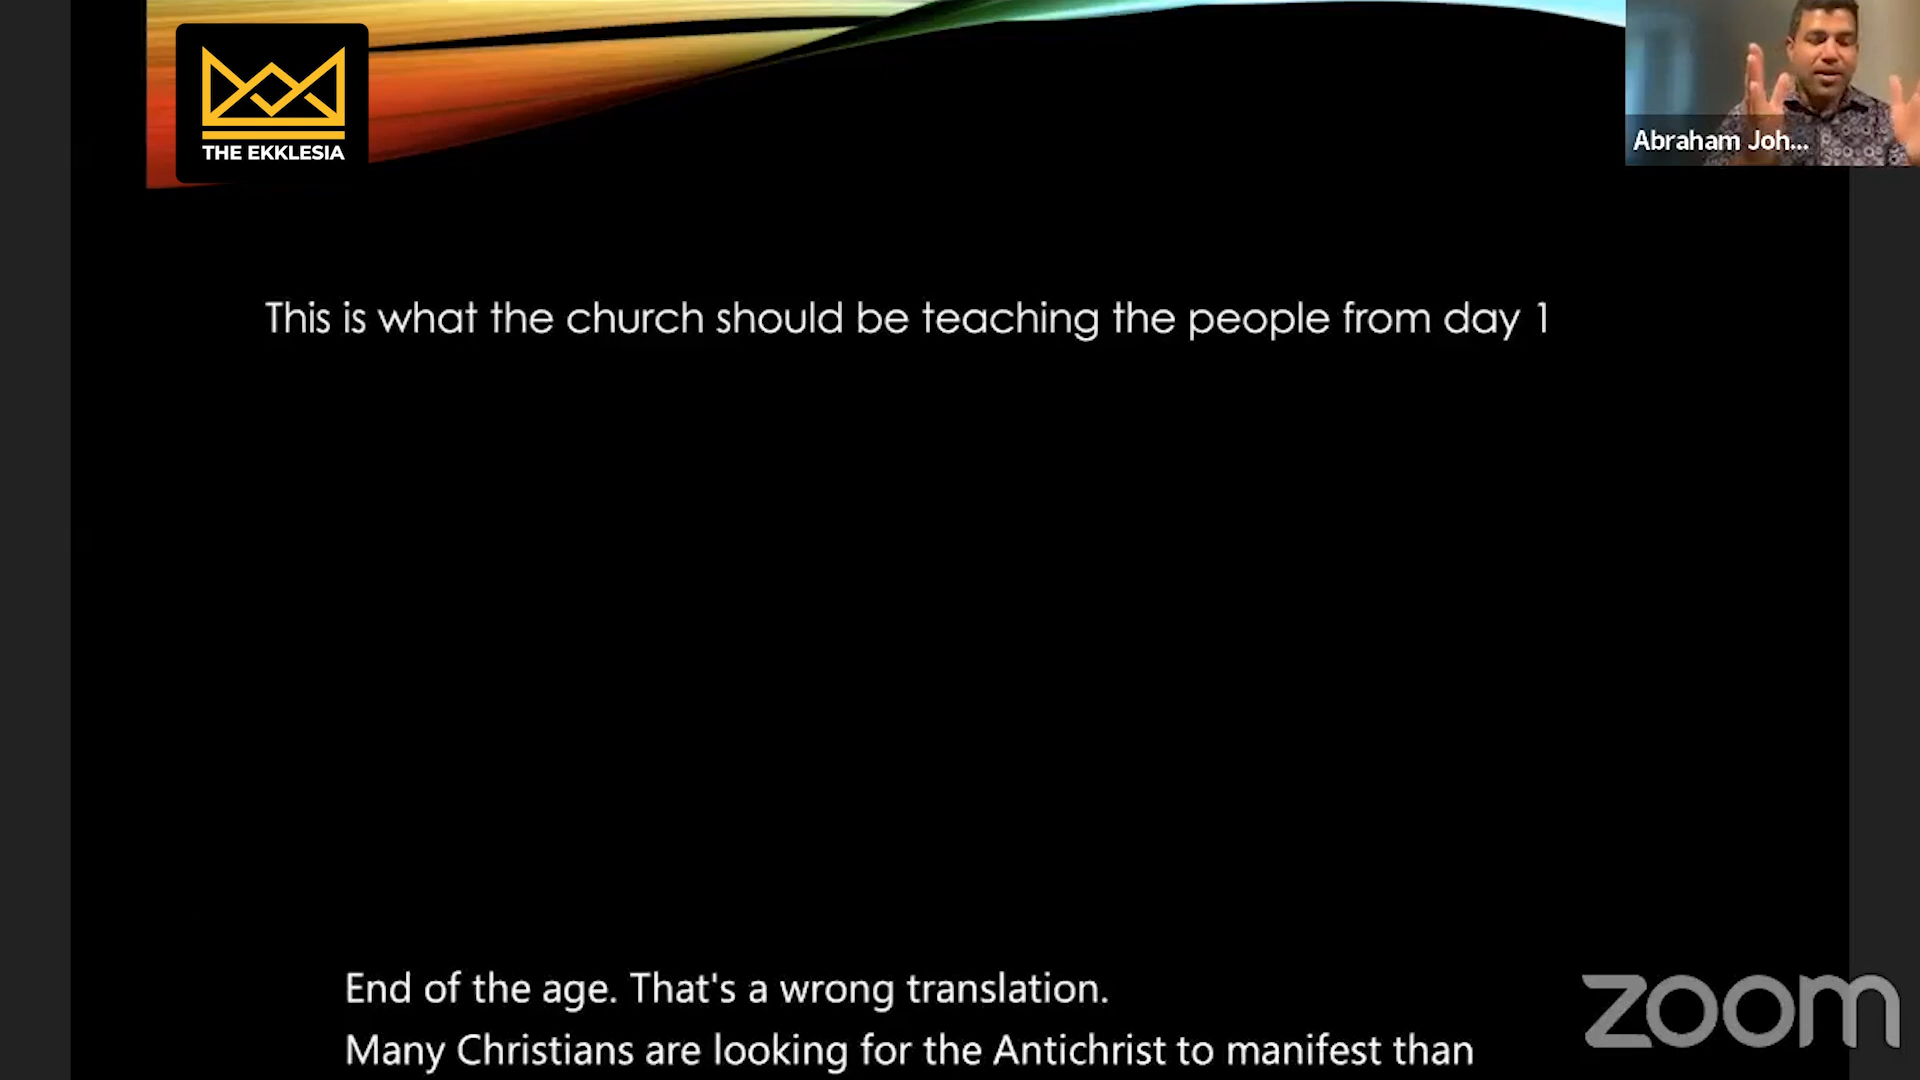 THE EKKLESIA
Abraham Joh...
This is what the church should be teaching the people from day 1
End of the age. That's a wrong translation.
Many Christians are looking for the Antichrist to manifest than
zoom